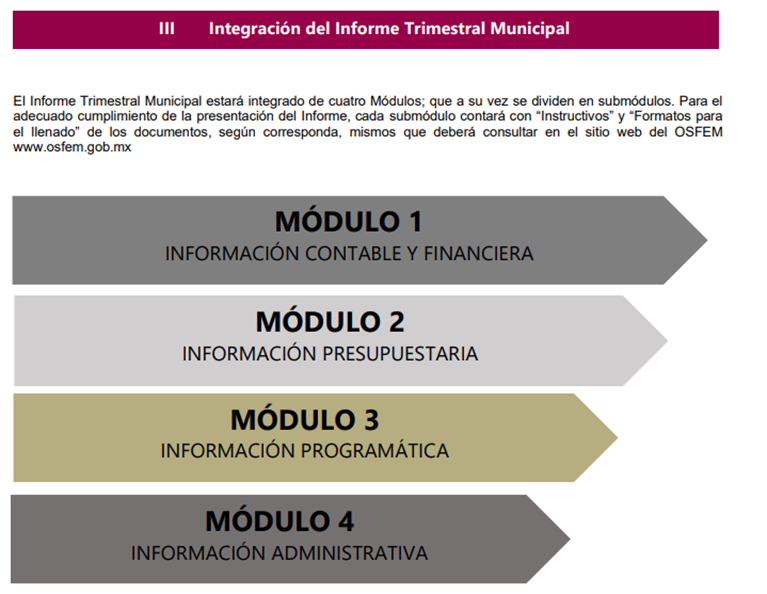 III Integración del Informe Trimestral Municipal
El Informe Trimestral Municipal estará integrado de cuatro Módulos; que a su vez se dividen en submódulos. Para el
adecuado cumplimiento de la presentación del Informe, cada submódulo contará con “Instructivos” y “Formatos para
el llenado” de los documentos, según corresponda, mismos que deberá consultar en el sitio web del OSFEM
www.osfem.gob.mx
MÓDULO 1
INFORMACIÓN CONTABLE Y FINANCIERA
MÓDULO 2
INFORMACIÓN PRESUPUESTARIA
MÓDULO 3
INFORMACIÓN PROGRAMÁTICA
MÓDULO 4
INFORMACIÓN ADMINISTRATIVA